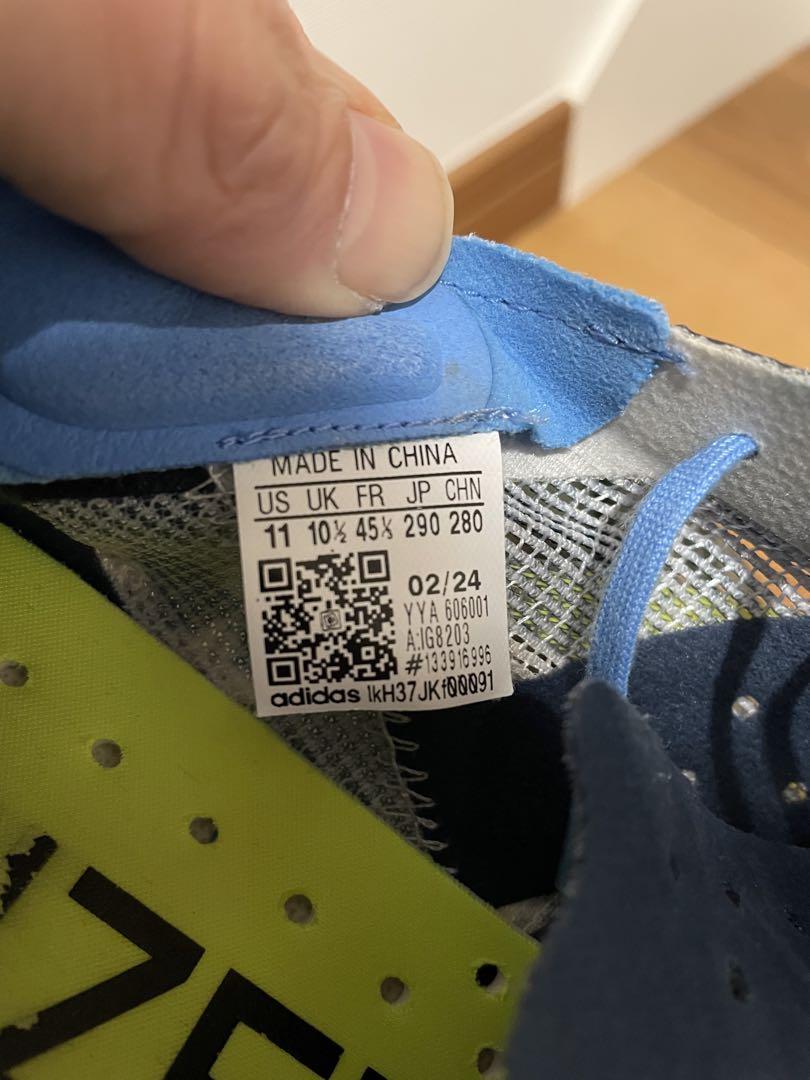 MADE IN CHINA
US UK FR JP CHN
11 10½ 45⅓ 290 280
02/24
YYA 606001
A:IG8203
#133916996
adidas IkH37JKf00091